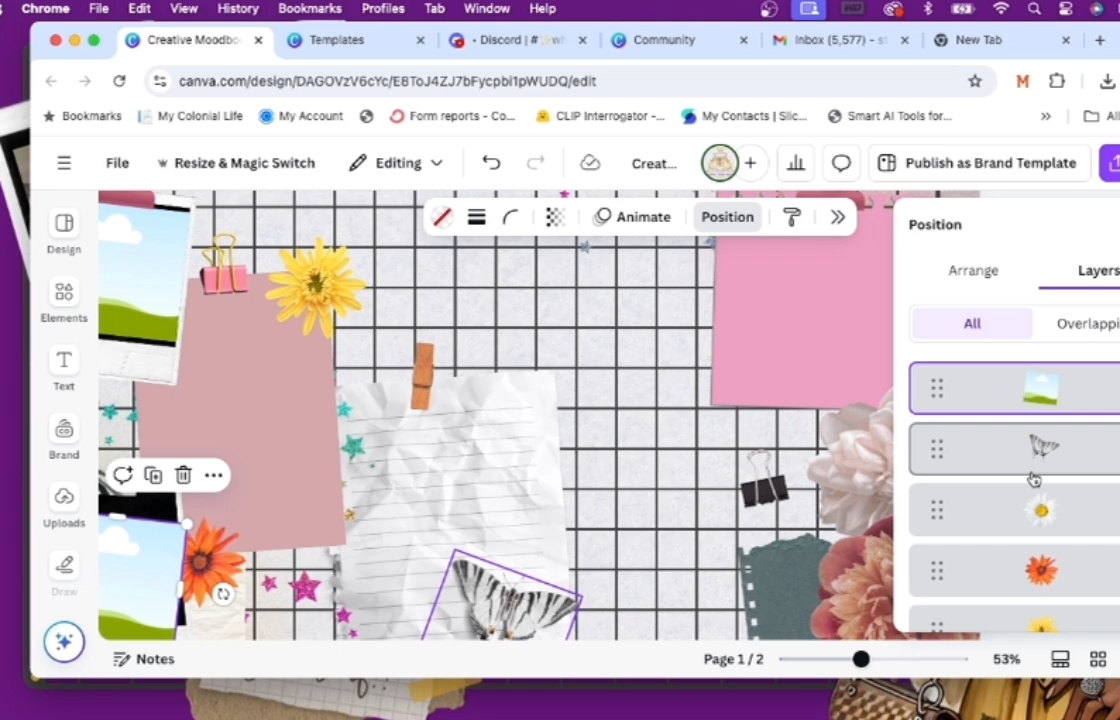 Chrome File Edit View History Bookmarks Profiles Tab Window Help
Creative Moodbo Templates • Discord | # wh Community Inbox (5,577) - st New Tab
canva.com/design/DAGOVzV6cYc/E8ToJ4ZJ7bFycpbi1pWUDQ/edit
Bookmarks My Colonial Life My Account Form reports - Co... CLIP Interrogator -... My Contacts | Slic... Smart AI Tools for... » All
File Resize & Magic Switch Editing Creat... Publish as Brand Template
Animate Position
Position
Design
Arrange Layers
Elements
All Overlappi
Text
Brand
Uploads
Draw
Notes Page 1 / 2 53%